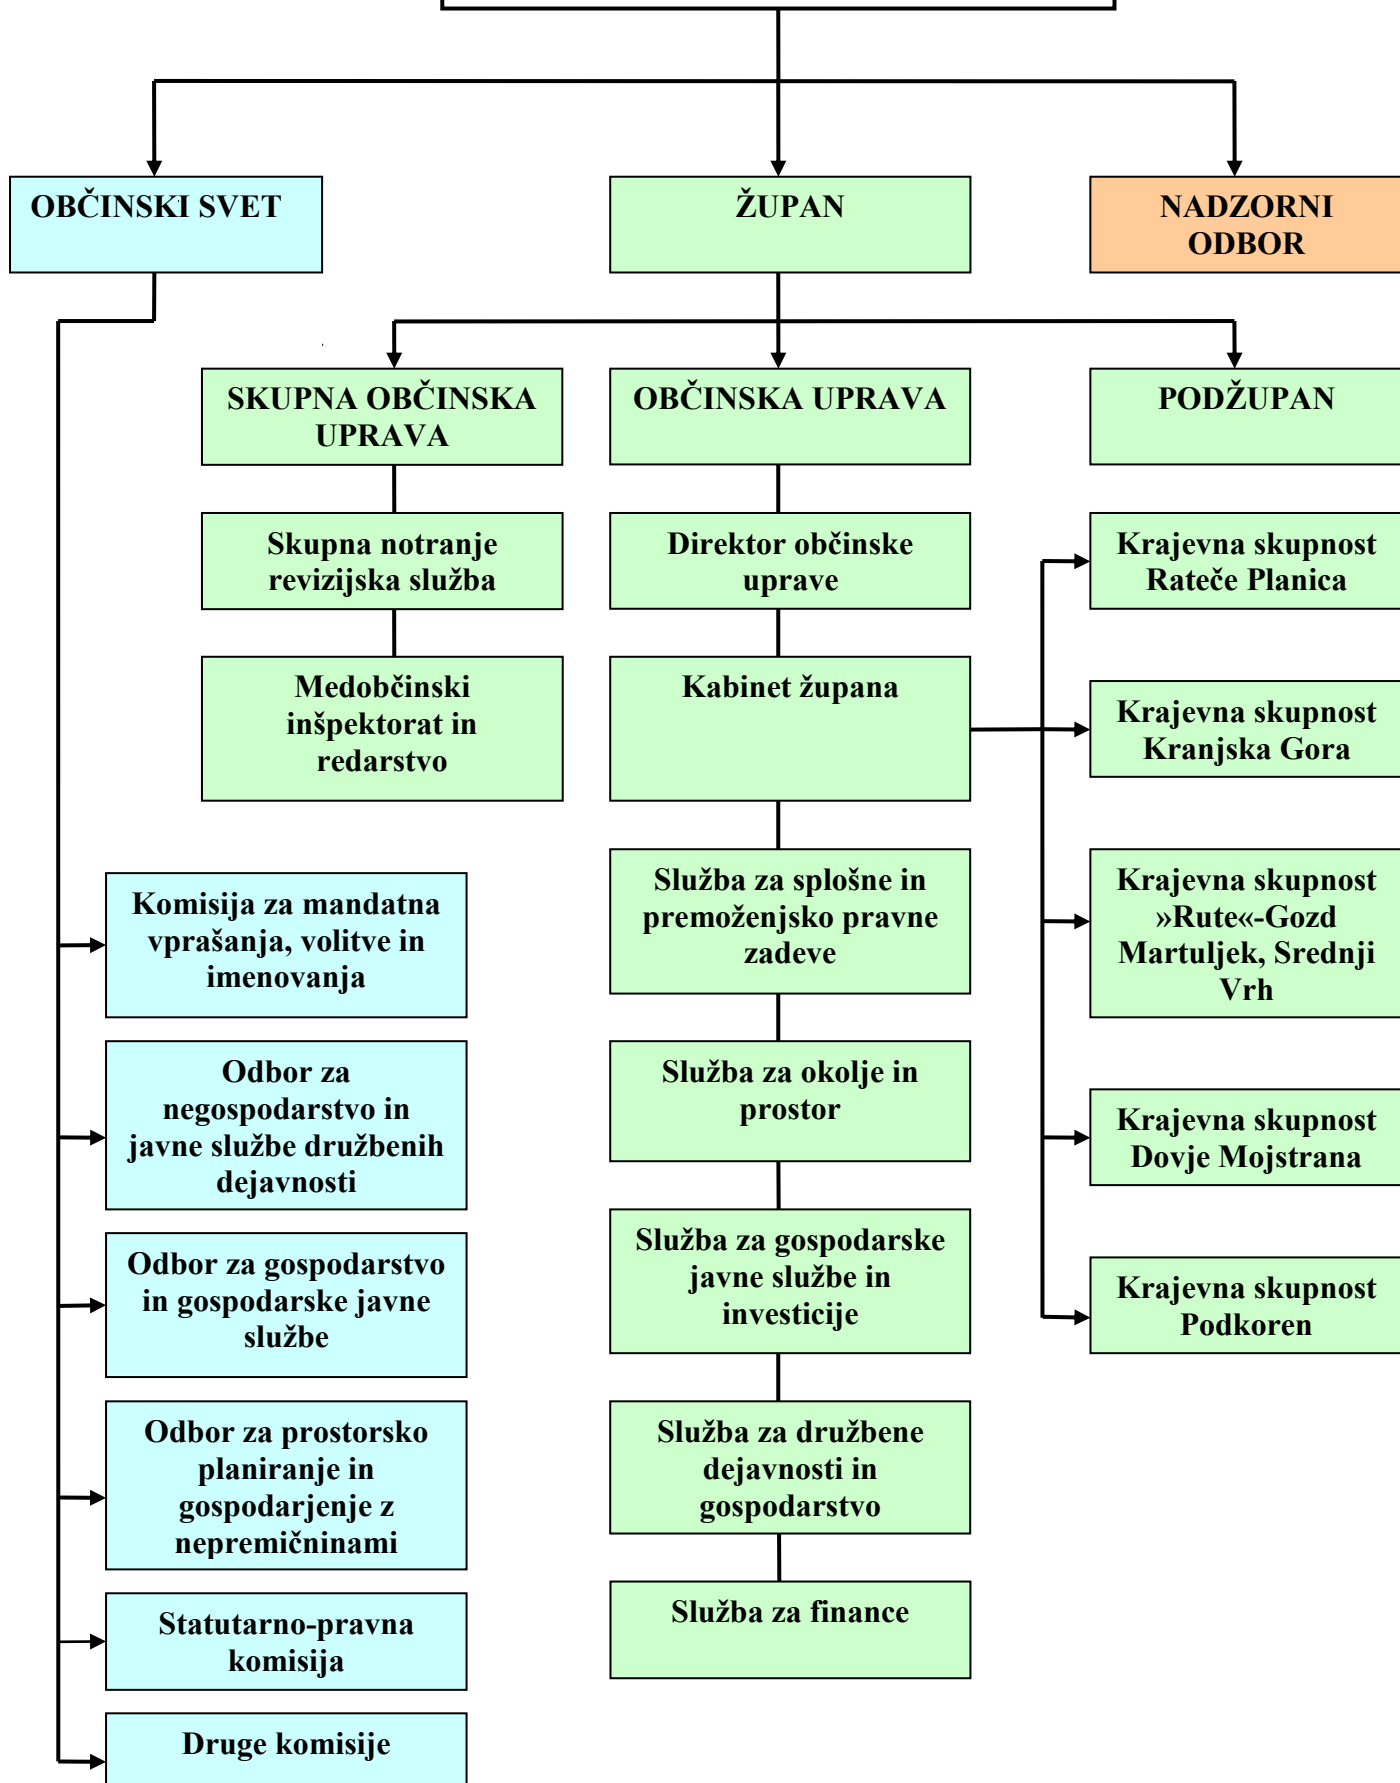 OBČINSKI SVET
ŽUPAN
NADZORNI
ODBOR
SKUPNA OBČINSKA
UPRAVA
OBČINSKA UPRAVA
PODŽUPAN
Skupna notranje
revizijska služba
Direktor občinske
uprave
Krajevna skupnost
Rateče Planica
Medobčinski
inšpektorat in
redarstvo
Kabinet župana
Krajevna skupnost
Kranjska Gora
Komisija za mandatna
vprašanja, volitve in
imenovanja
Služba za splošne in
premoženjsko pravne
zadeve
Krajevna skupnost
»Rute«-Gozd
Martuljek, Srednji
Vrh
Odbor za
negospodarstvo in
javne službe družbenih
dejavnosti
Služba za okolje in
prostor
Krajevna skupnost
Dovje Mojstrana
Odbor za gospodarstvo
in gospodarske javne
službe
Služba za gospodarske
javne službe in
investicije
Krajevna skupnost
Podkoren
Odbor za prostorsko
planiranje in
gospodarjenje z
nepremičninami
Služba za družbene
dejavnosti in
gospodarstvo
Statutarno-pravna
komisija
Služba za finance
Druge komisije